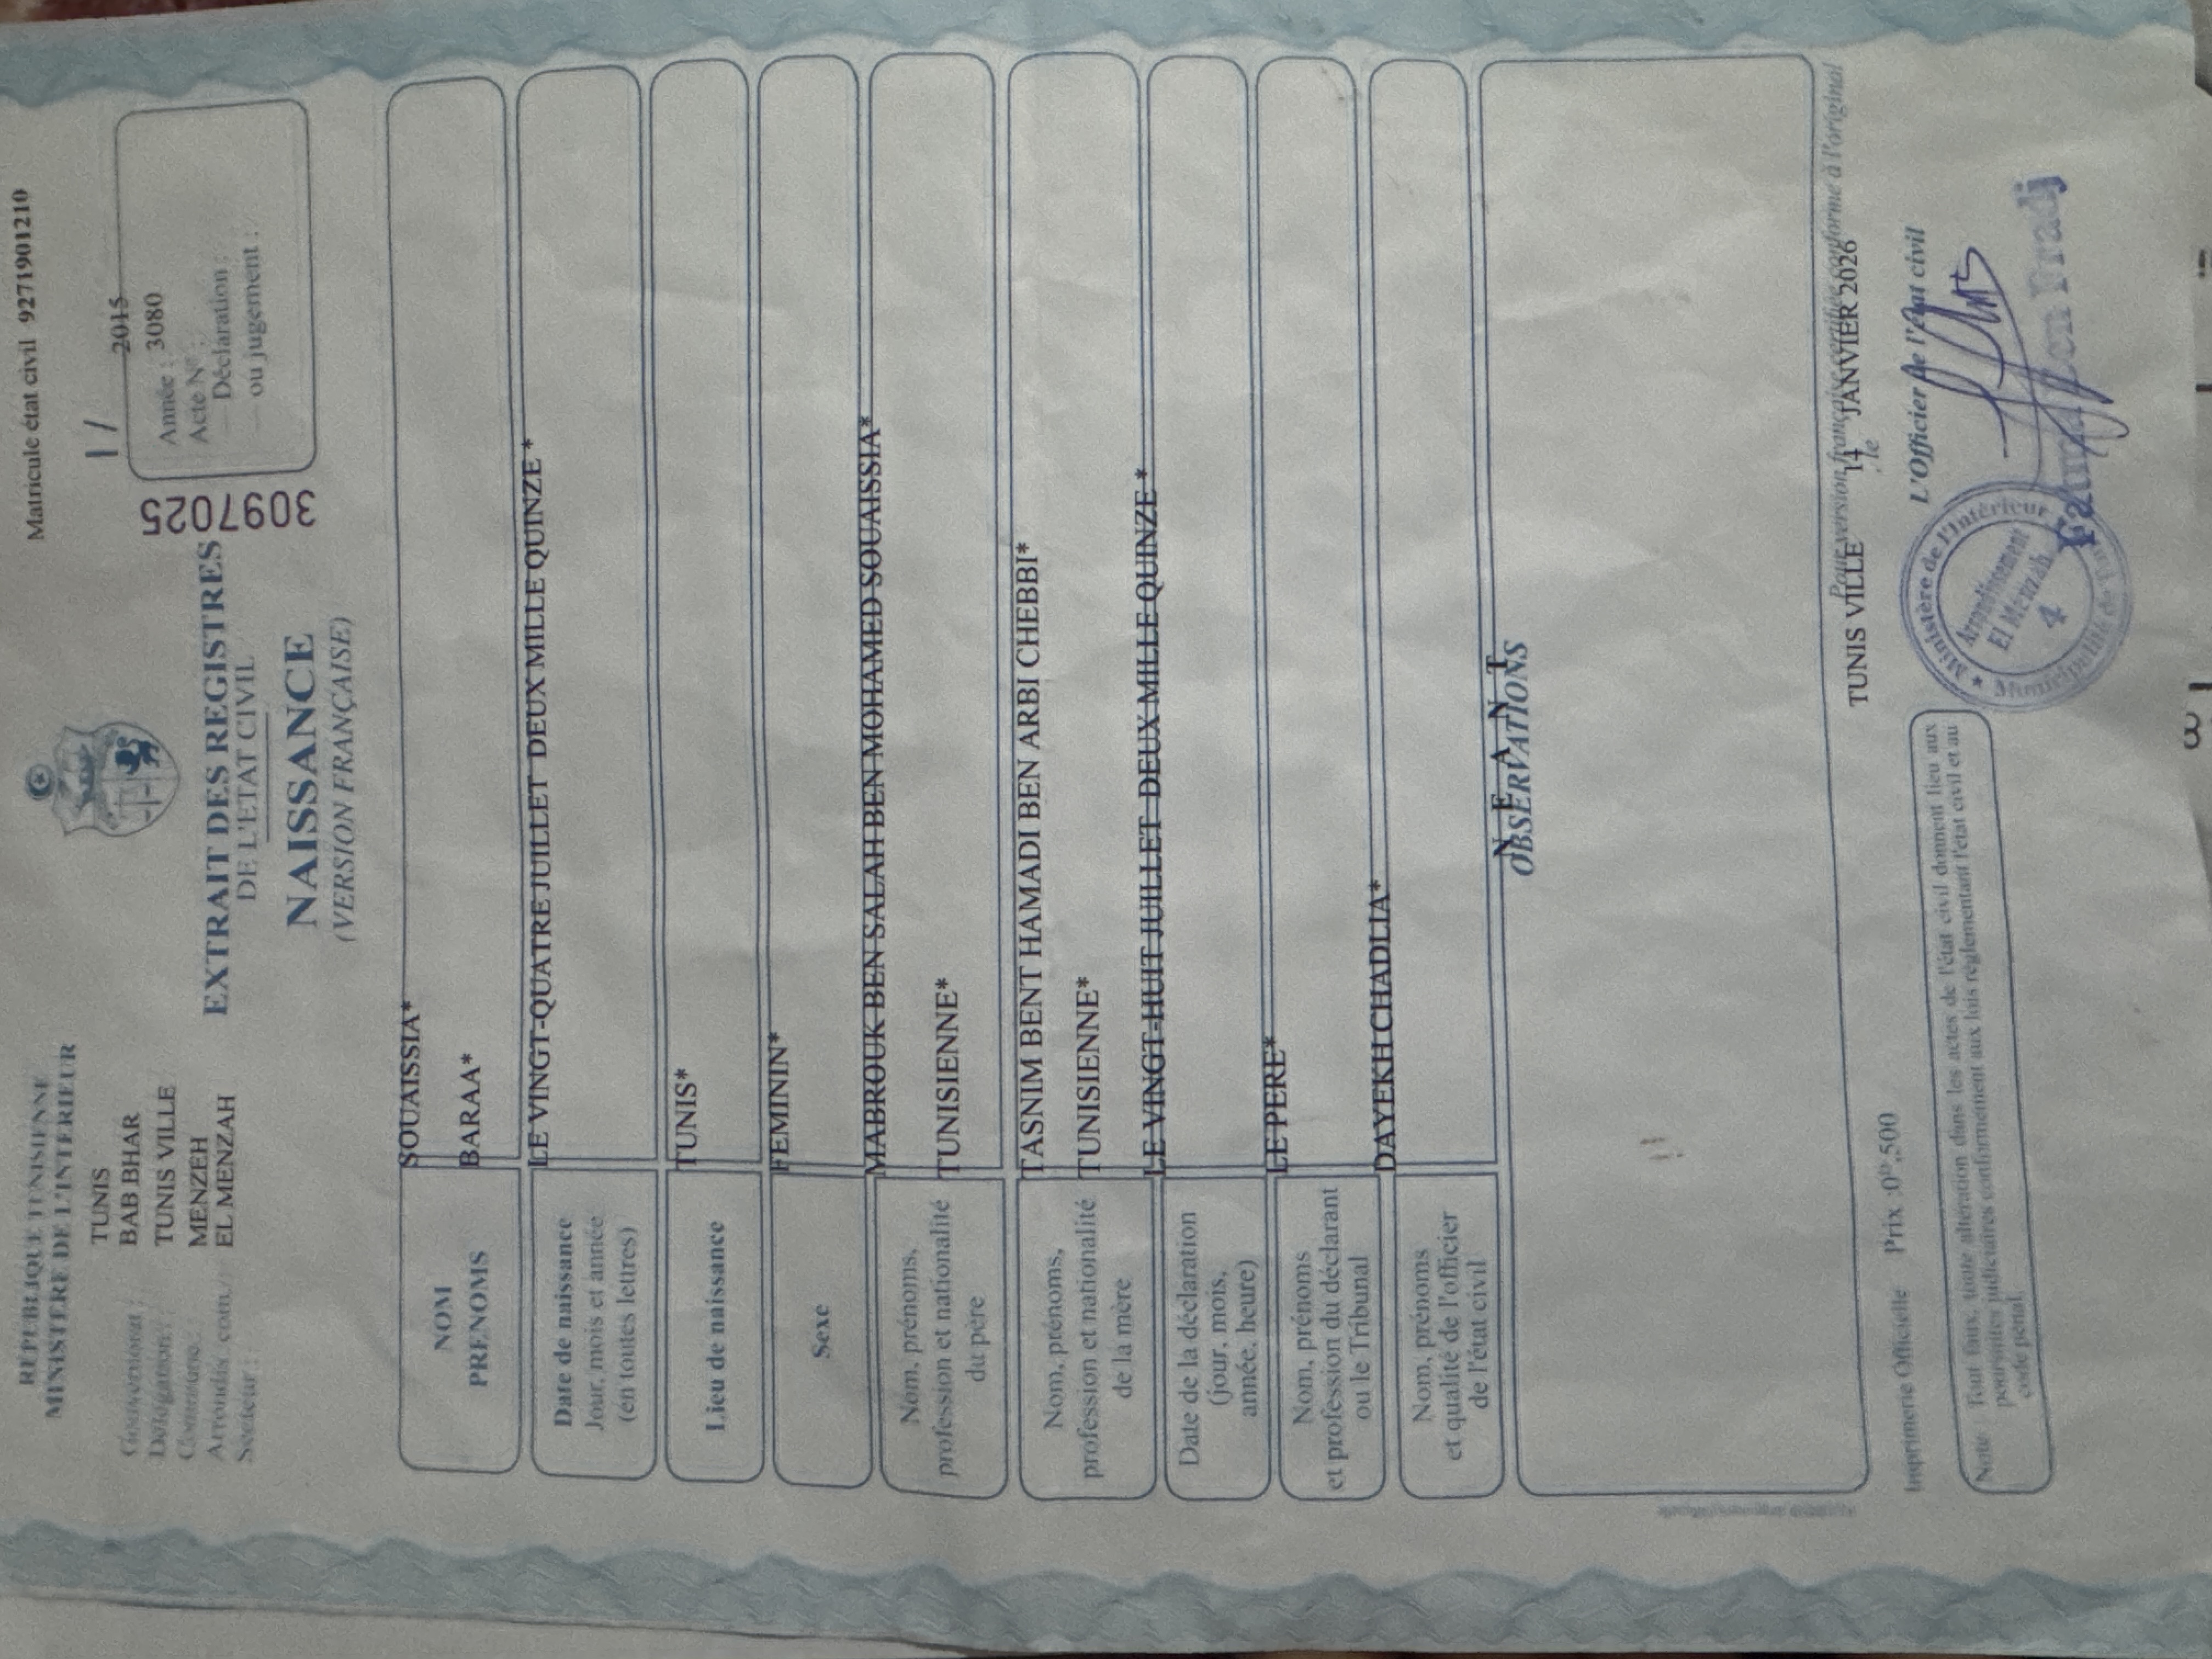 REPUBLIQUE TUNISIENNE
MINISTERE DE L'INTERIEUR
Matricule état civil 9271901210
Gouvernorat : TUNIS
Délégation : BAB BHAR
Commune : TUNIS VILLE
MENZEH
Arrondis. com. : EL MENZAH
Secteur :
EXTRAIT DES REGISTRES
DE L'ETAT CIVIL
NAISSANCE
(VERSION FRANÇAISE)
3097025
2015
Année : 3080
Acte N° :
— Déclaration :
— ou jugement :
NOM SOUAISSIA*
PRENOMS BARAA*
Date de naissance LE VINGT-QUATRE JUILLET DEUX MILLE QUINZE *
Jour, mois et année
(en toutes lettres)
Lieu de naissance TUNIS*
Sexe FEMININ*
Nom, prénoms, MABROUK BEN SALAH BEN MOHAMED SOUAISSIA*
profession et nationalité TUNISIENNE*
du père
Nom, prénoms, TASNIM BENT HAMADI BEN ARBI CHEBBI*
profession et nationalité TUNISIENNE*
de la mère
Date de la déclaration LE VINGT-HUIT JUILLET DEUX MILLE QUINZE *
(jour, mois,
année, heure)
Nom, prénoms LE PERE*
et profession du déclarant
ou le Tribunal
Nom, prénoms DAYEKH CHADLIA*
et qualité de l'officier
de l'état civil
N E A N T
OBSERVATIONS
Pour version française certifiée conforme à l'original
TUNIS VILLE , le 14 JANVIER 2026
Imprimerie Officielle Prix :0ᴰ,500
L'Officier de l'état civil
Note : Tout faux, toute altération dans les actes de l'état civil donnent lieu aux
poursuites judiciaires conformement aux lois réglementant l'état civil et au
code pénal.
Ministère de l'Intérieur
Arrondissement
El Menzah
4
Municipalité de Tunis
Ben Fradj